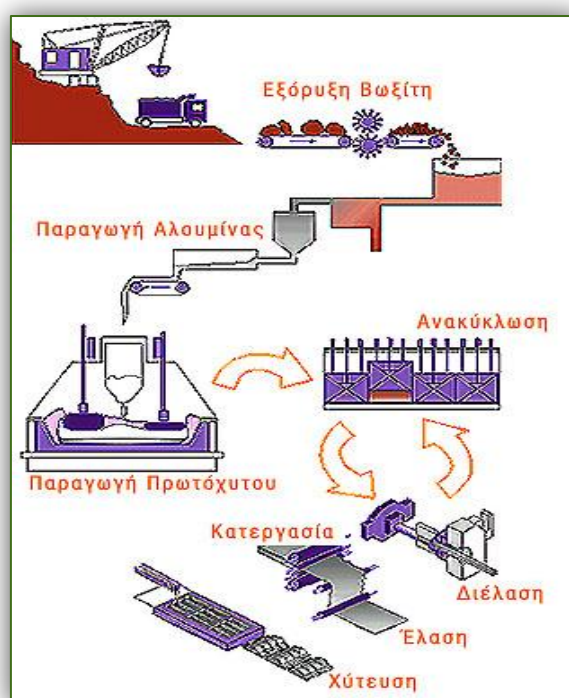 Εξόρυξη Βωξίτη
Παραγωγή Αλουμίνας
Ανακύκλωση
Παραγωγή Πρωτόχυτου
Κατεργασία
Διέλαση
Έλαση
Χύτευση